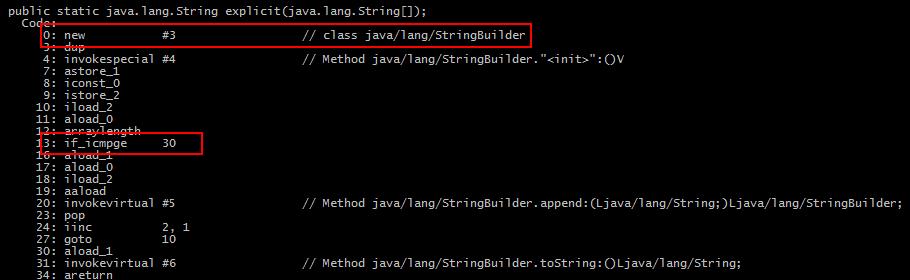 public static java.lang.String explicit(java.lang.String[]);
Code:
0: new #3 // class java/lang/StringBuilder
3: dup
4: invokespecial #4 // Method java/lang/StringBuilder."<init>":()V
7: astore_1
8: iconst_0
9: istore_2
10: iload_2
11: aload_0
12: arraylength
13: if_icmpge 30
16: aload_1
17: aload_0
18: iload_2
19: aaload
20: invokevirtual #5 // Method java/lang/StringBuilder.append:(Ljava/lang/String;)Ljava/lang/StringBuilder;
23: pop
24: iinc 2, 1
27: goto 10
30: aload_1
31: invokevirtual #6 // Method java/lang/StringBuilder.toString:()Ljava/lang/String;
34: areturn